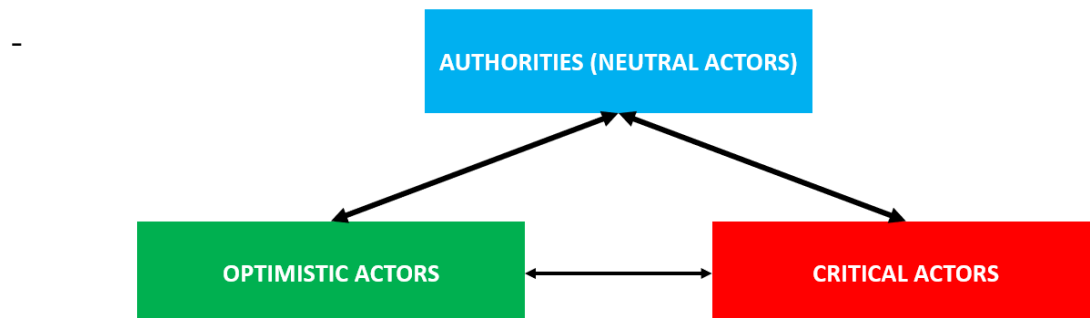 -
AUTHORITIES (NEUTRAL ACTORS)
OPTIMISTIC ACTORS
CRITICAL ACTORS